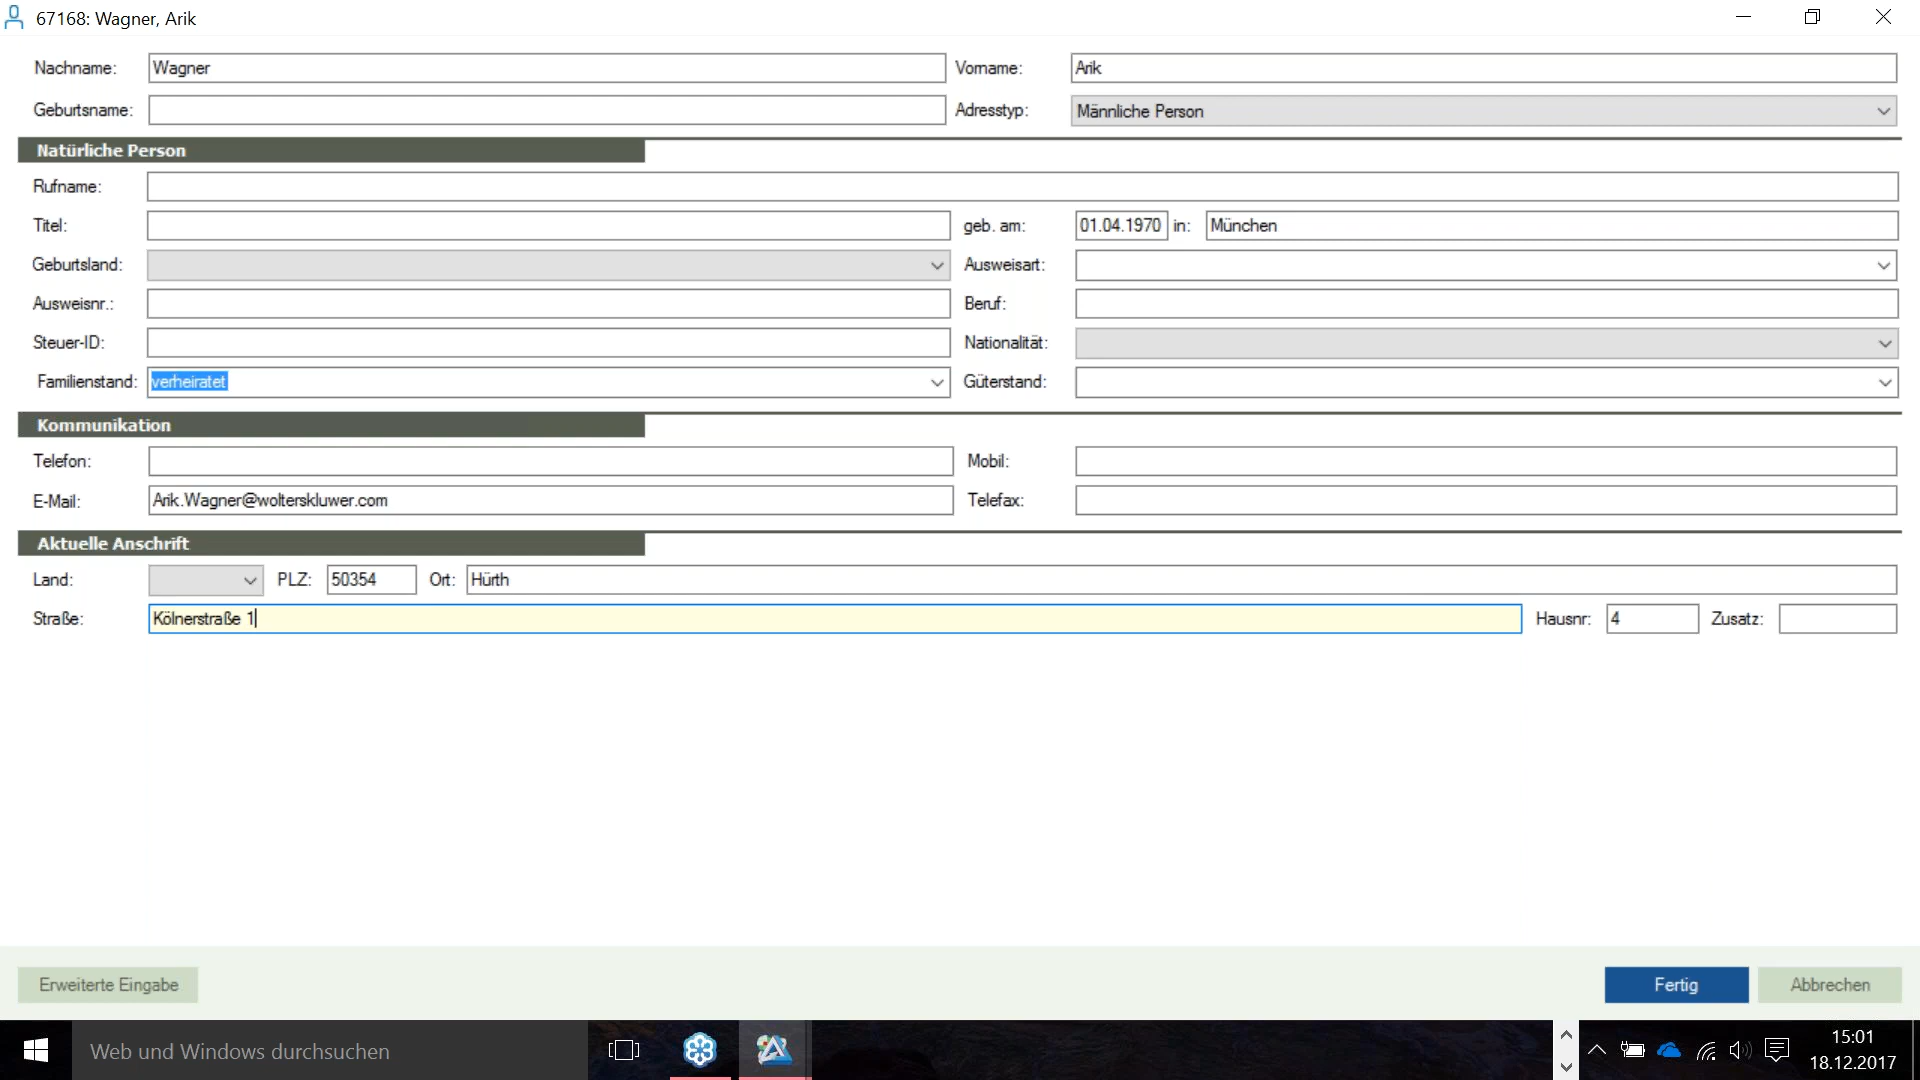 67168: Wagner, Arik
Nachname: Wagner Vorname: Arik
Geburtsname: Adresstyp: Männliche Person
Natürliche Person
Rufname:
Titel: geb. am: 01.04.1970 in: München
Geburtsland: Ausweisart:
Ausweisnr.: Beruf:
Steuer-ID: Nationalität:
Familienstand: verheiratet Güterstand:
Kommunikation
Telefon: Mobil:
E-Mail: Arik.Wagner@wolterskluwer.com Telefax:
Aktuelle Anschrift
Land: PLZ: 50354 Ort: Hürth
Straße: Kölnerstraße 1 Hausnr: 4 Zusatz:
Erweiterte Eingabe Fertig Abbrechen
Web und Windows durchsuchen 15:01
18.12.2017